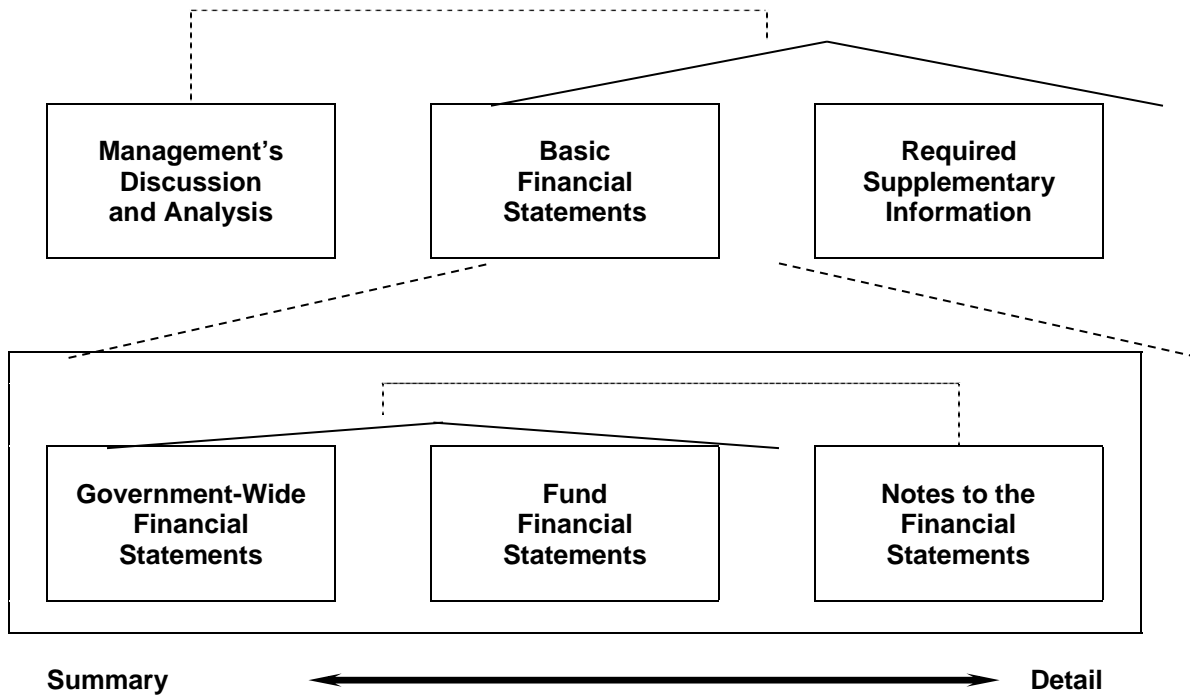 Management’s
Discussion
and Analysis
Basic
Financial
Statements
Required
Supplementary
Information
Government-Wide
Financial
Statements
Fund
Financial
Statements
Notes to the
Financial
Statements
Summary
Detail